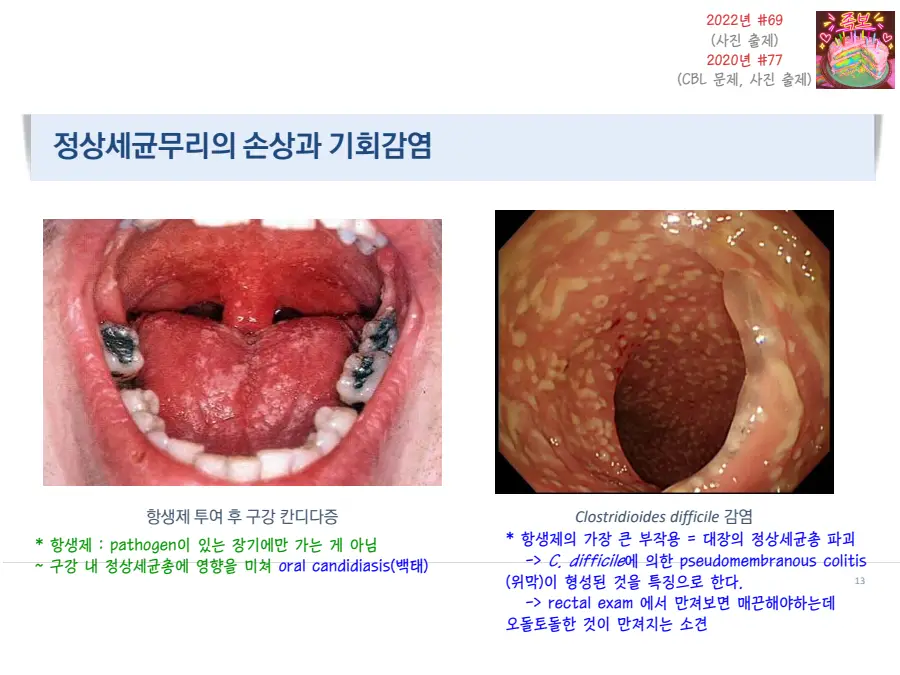 2022년 #69
(사진 출제)
2020년 #77
(CBL 문제, 사진 출제)
족보
정상세균무리의 손상과 기회감염
항생제 투여 후 구강 칸디다증
* 항생제 : pathogen이 있는 장기에만 가는 게 아님
~ 구강 내 정상세균총에 영향을 미쳐 oral candidiasis(백태)
Clostridioides difficile 감염
* 항생제의 가장 큰 부작용 = 대장의 정상세균총 파괴
-> C. difficile에 의한 pseudomembranous colitis
(위막)이 형성된 것을 특징으로 한다.
-> rectal exam 에서 만져보면 매끈해야하는데
오돌토돌한 것이 만져지는 소견
13